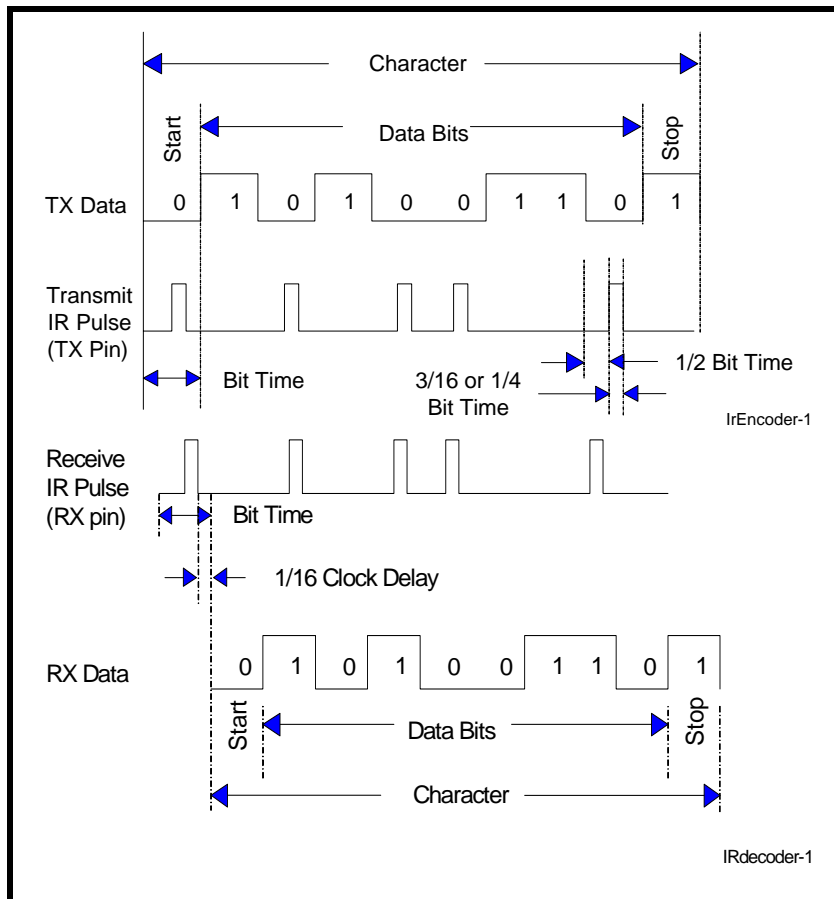 Character
Start
Data Bits
Stop
TX Data
0 1 0 1 0 0 1 1 0 1
Transmit
IR Pulse
(TX Pin)
Bit Time
3/16 or 1/4
Bit Time
1/2 Bit Time
IrEncoder-1
Receive
IR Pulse
(RX pin)
Bit Time
1/16 Clock Delay
RX Data
0 1 0 1 0 0 1 1 0 1
Start
Data Bits
Stop
Character
IRdecoder-1